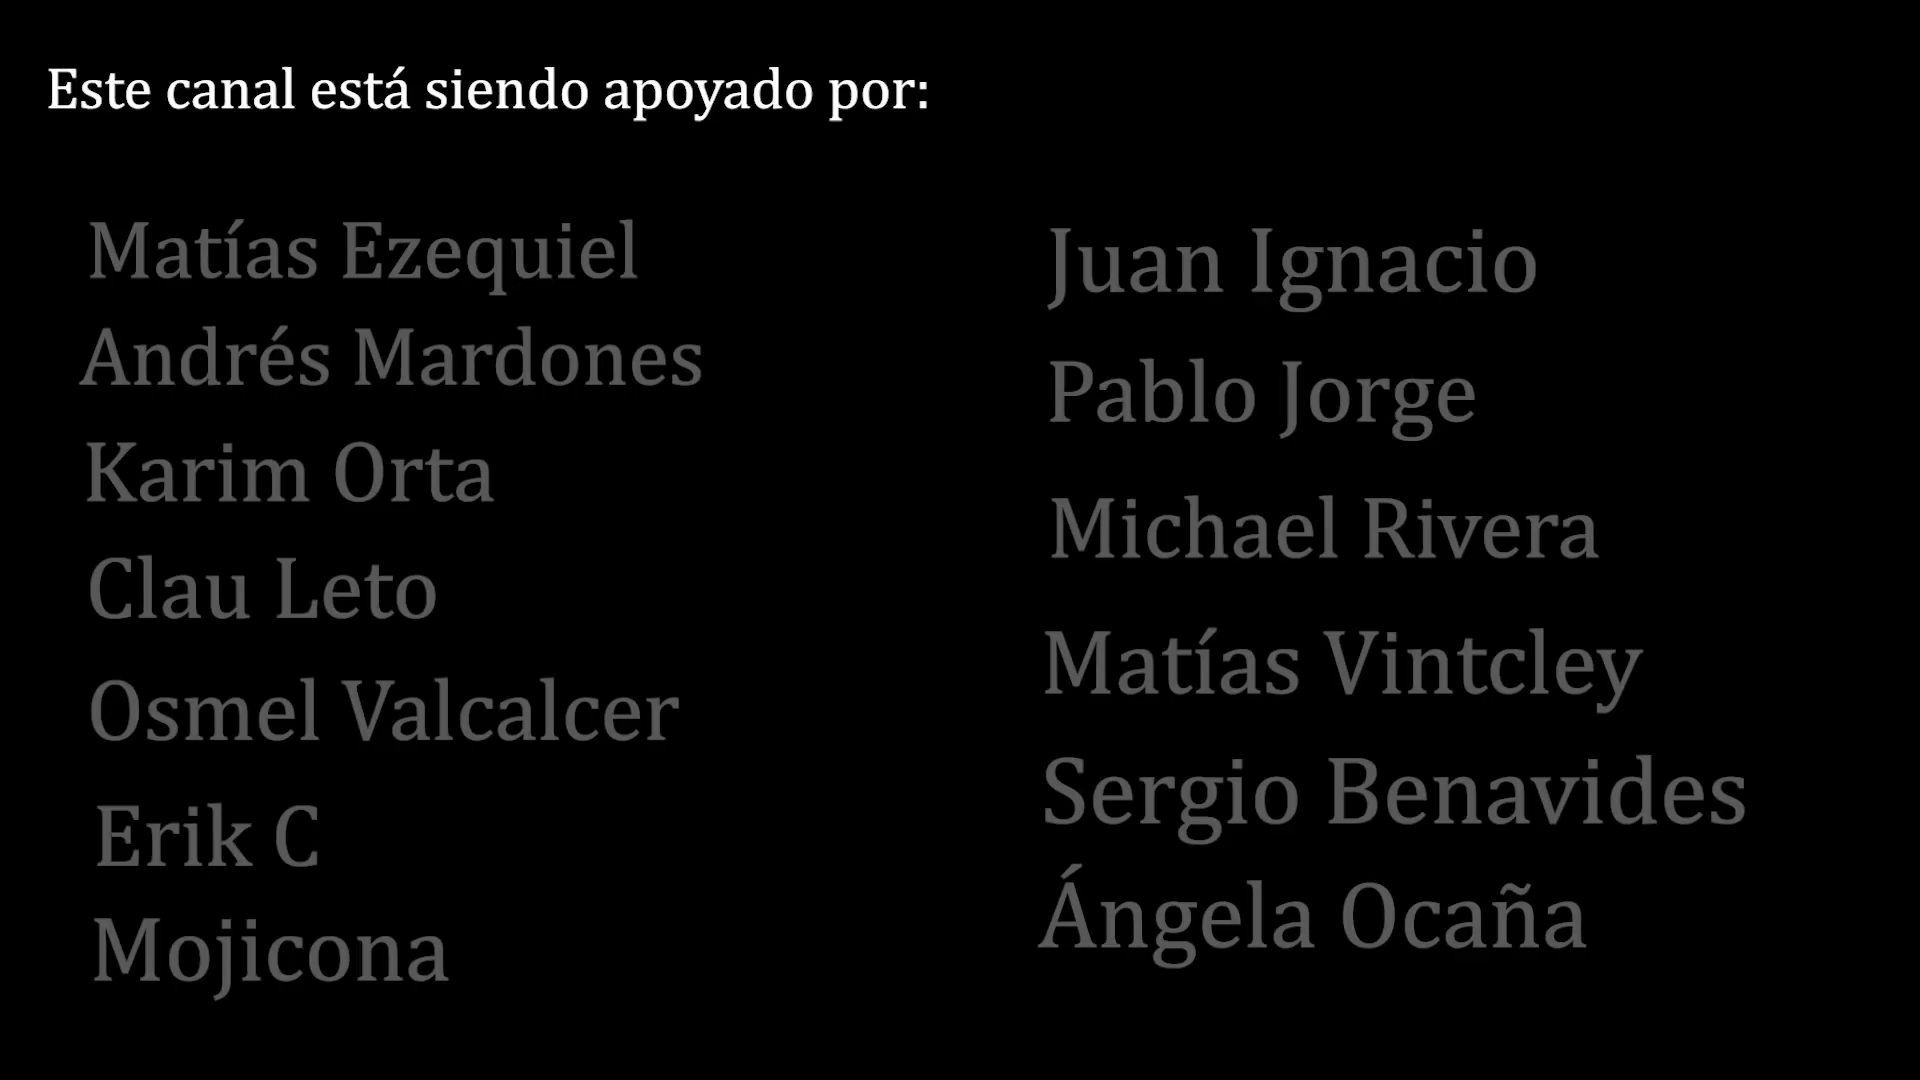 Este canal está siendo apoyado por:
Matías Ezequiel
Andrés Mardones
Karim Orta
Clau Leto
Osmel Valcalcer
Erik C
Mojicona
Juan Ignacio
Pablo Jorge
Michael Rivera
Matías Vintcley
Sergio Benavides
Ángela Ocaña